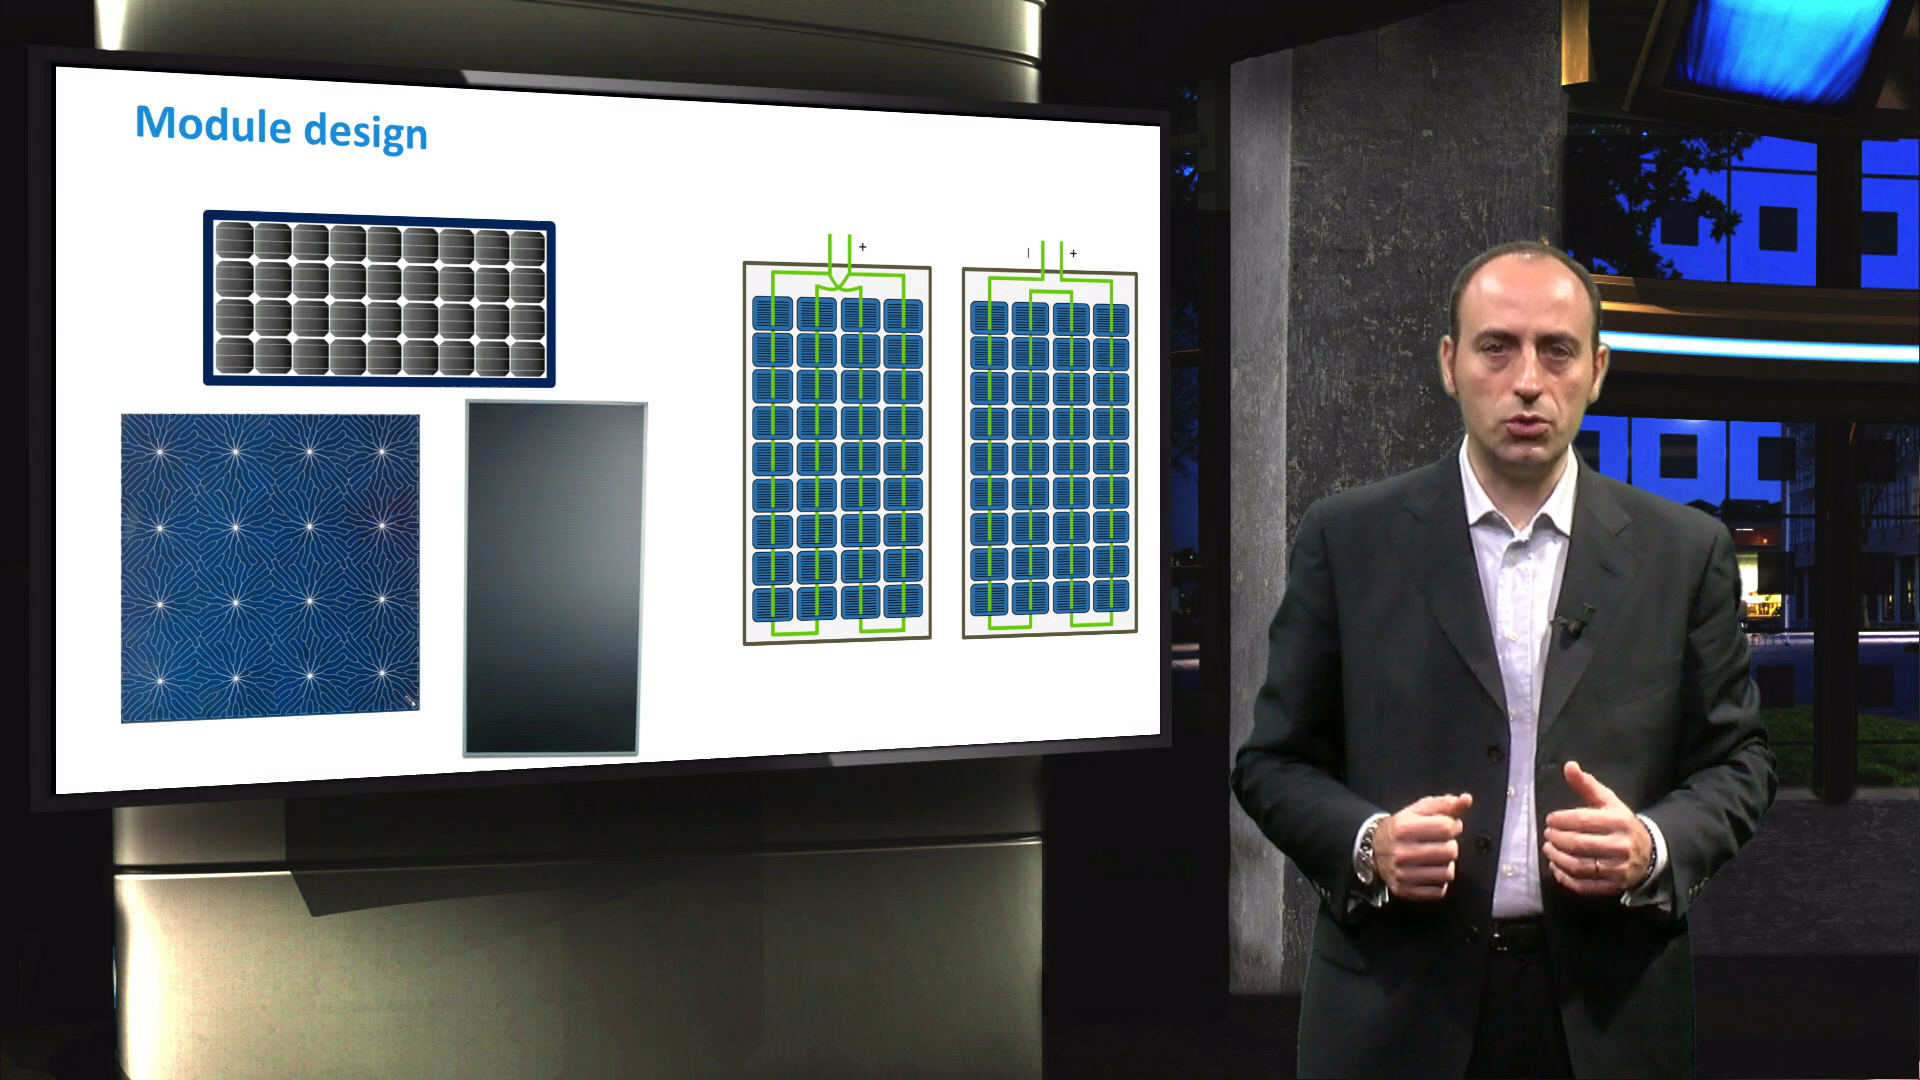 Module design
+
- +